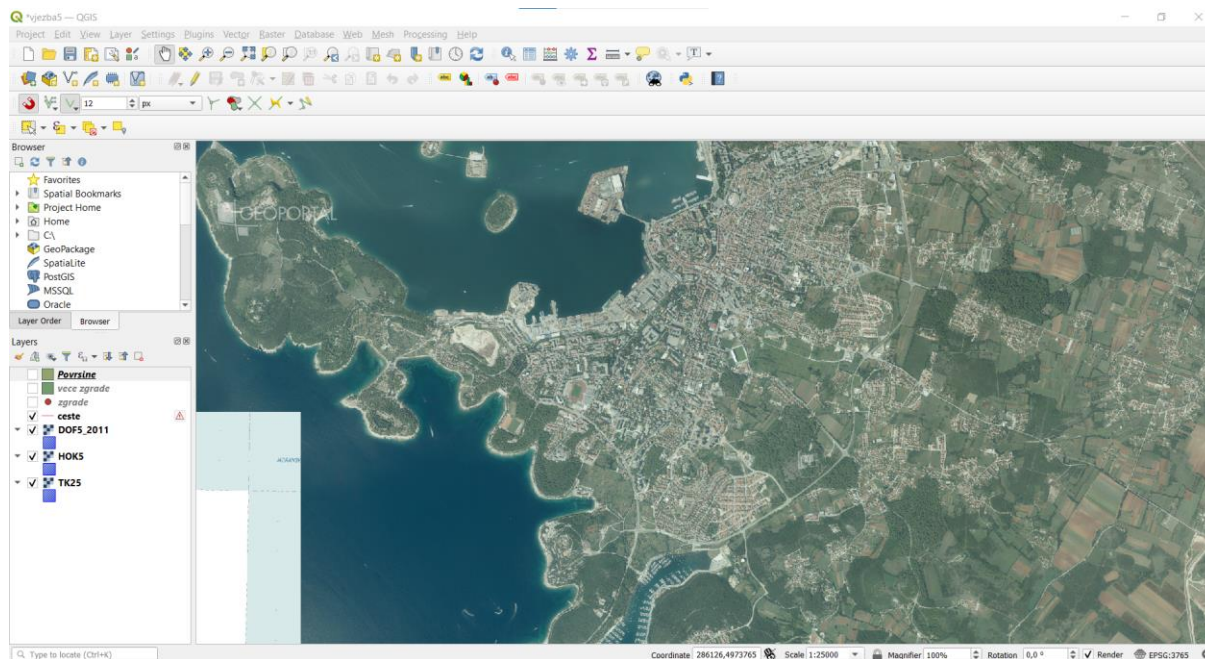 *vjezba5 — QGIS
Project Edit View Layer Settings Plugins Vector Raster Database Web Mesh Processing Help
12 px
Browser
Favorites
Spatial Bookmarks
Project Home
Home
C:\
GeoPackage
SpatiaLite
PostGIS
MSSQL
Oracle
Layer Order Browser
Layers
Povrsine
vece zgrade
zgrade
ceste
DOF5_2011
HOK5
TK25
GEOPORTAL
Type to locate (Ctrl+K) Coordinate 286126,4973765 Scale 1:25000 Magnifier 100% Rotation 0,0 ° Render EPSG:3765